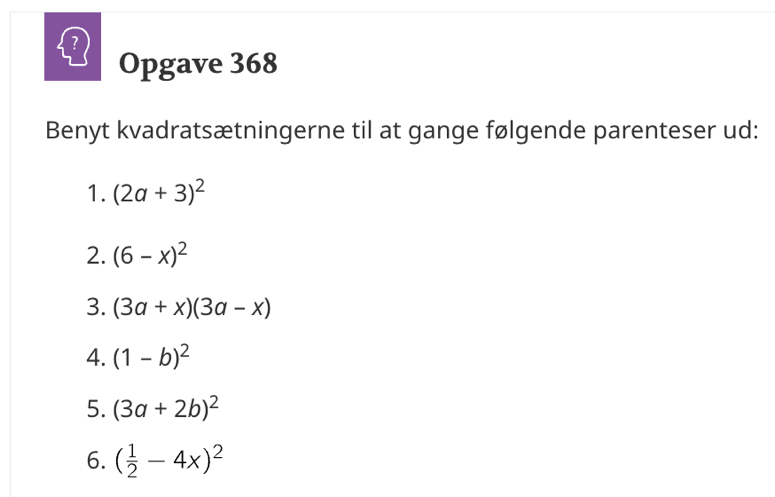 ?
Opgave 368
Benyt kvadratsætningerne til at gange følgende parenteser ud:
1. (2a + 3)²
2. (6 – x)²
3. (3a + x)(3a – x)
4. (1 – b)²
5. (3a + 2b)²
6. (½ − 4x)²